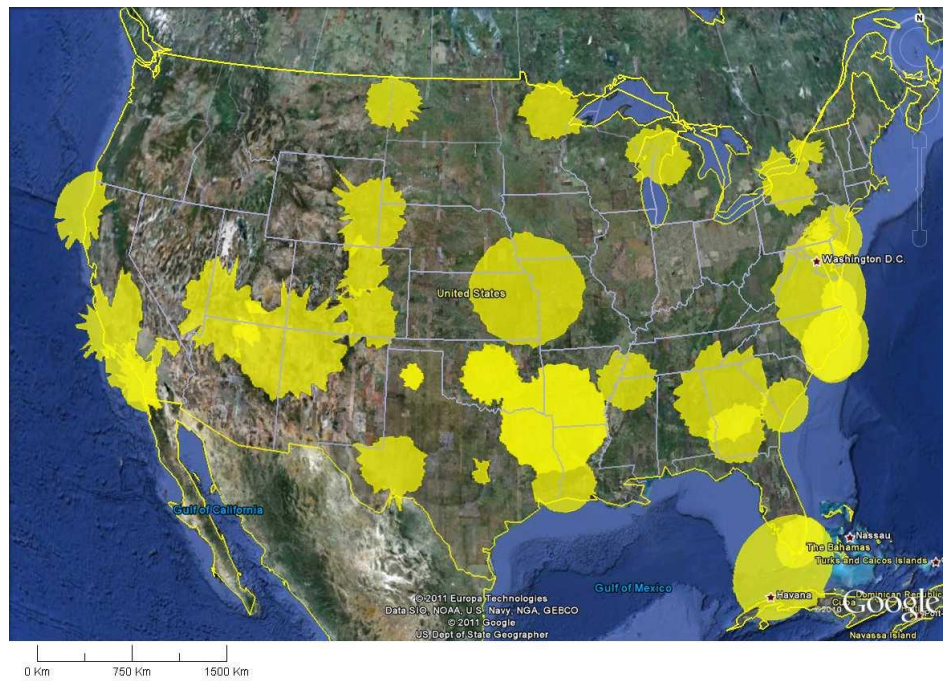 N
Washington D.C.
United States
Gulf of California
Nassau
The Bahamas
Turks and Caicos Islands
Gulf of Mexico
Havana
Dominican Republic
Cuba
© 2011 Europa Technologies
Data SIO, NOAA, U.S. Navy, NGA, GEBCO
© 2011 Google
US Dept of State Geographer
Google
Navassa Island
0 Km 750 Km 1500 Km